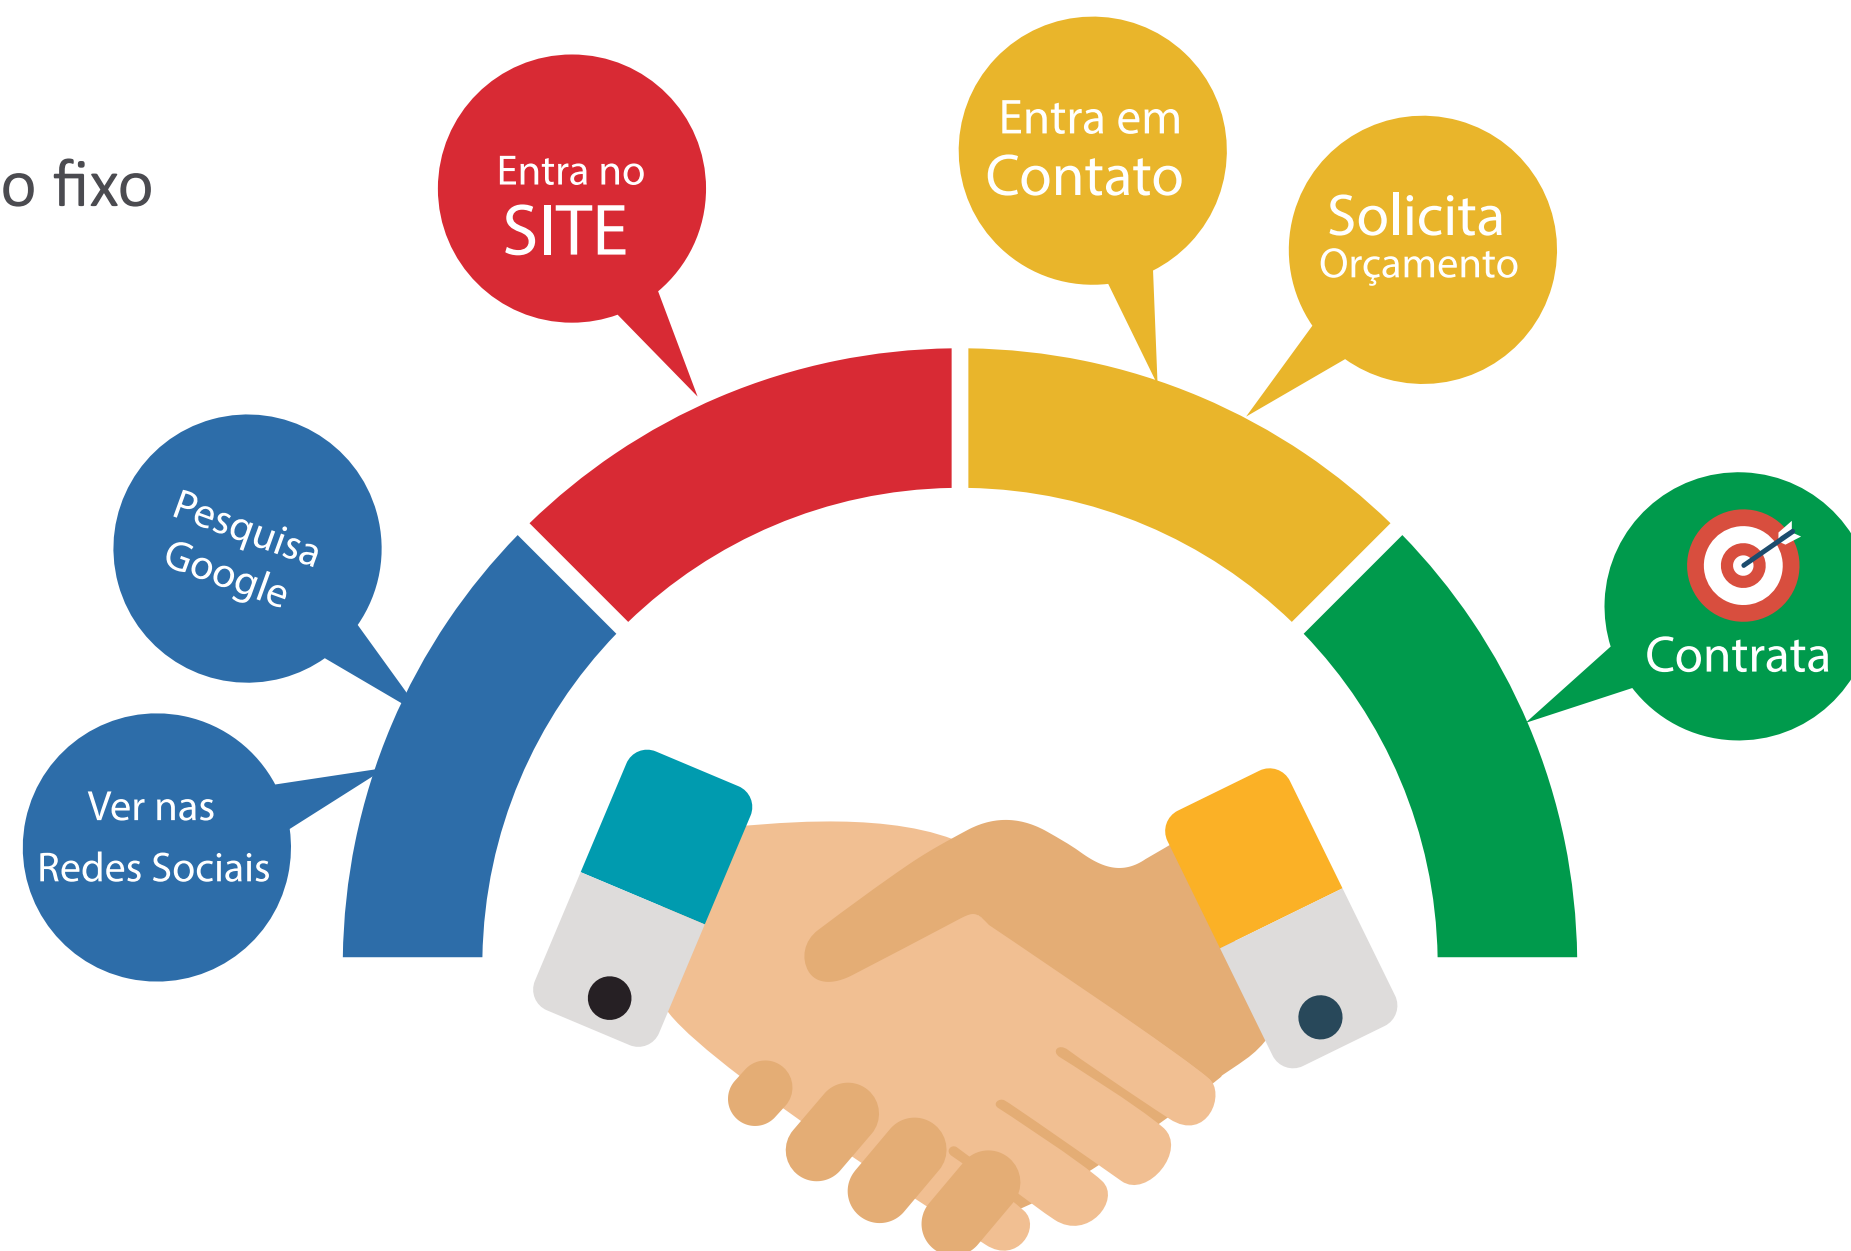 o fixo
Entra no
SITE
Entra em
Contato
Solicita
Orçamento
Pesquisa
Google
Contrata
Ver nas
Redes Sociais